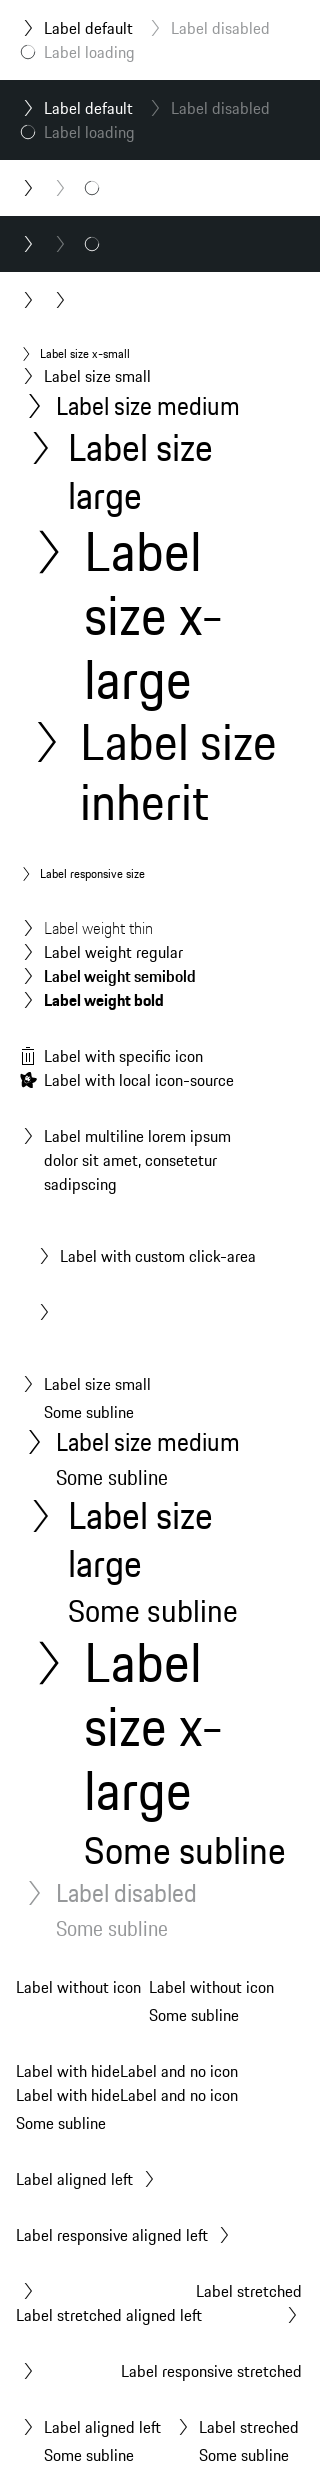 Label default Label disabled
Label loading
Label default Label disabled
Label loading
Label size x-small
Label size small
Label size medium
Label size
large
Label
size x-
large
Label size
inherit
Label responsive size
Label weight thin
Label weight regular
Label weight semibold
Label weight bold
Label with specific icon
Label with local icon-source
Label multiline lorem ipsum
dolor sit amet, consetetur
sadipscing
Label with custom click-area
Label size small
Some subline
Label size medium
Some subline
Label size
large
Some subline
Label
size x-
large
Some subline
Label disabled
Some subline
Label without icon Label without icon
Some subline
Label with hideLabel and no icon
Label with hideLabel and no icon
Some subline
Label aligned left
Label responsive aligned left
Label stretched
Label stretched aligned left
Label responsive stretched
Label aligned left Label streched
Some subline Some subline